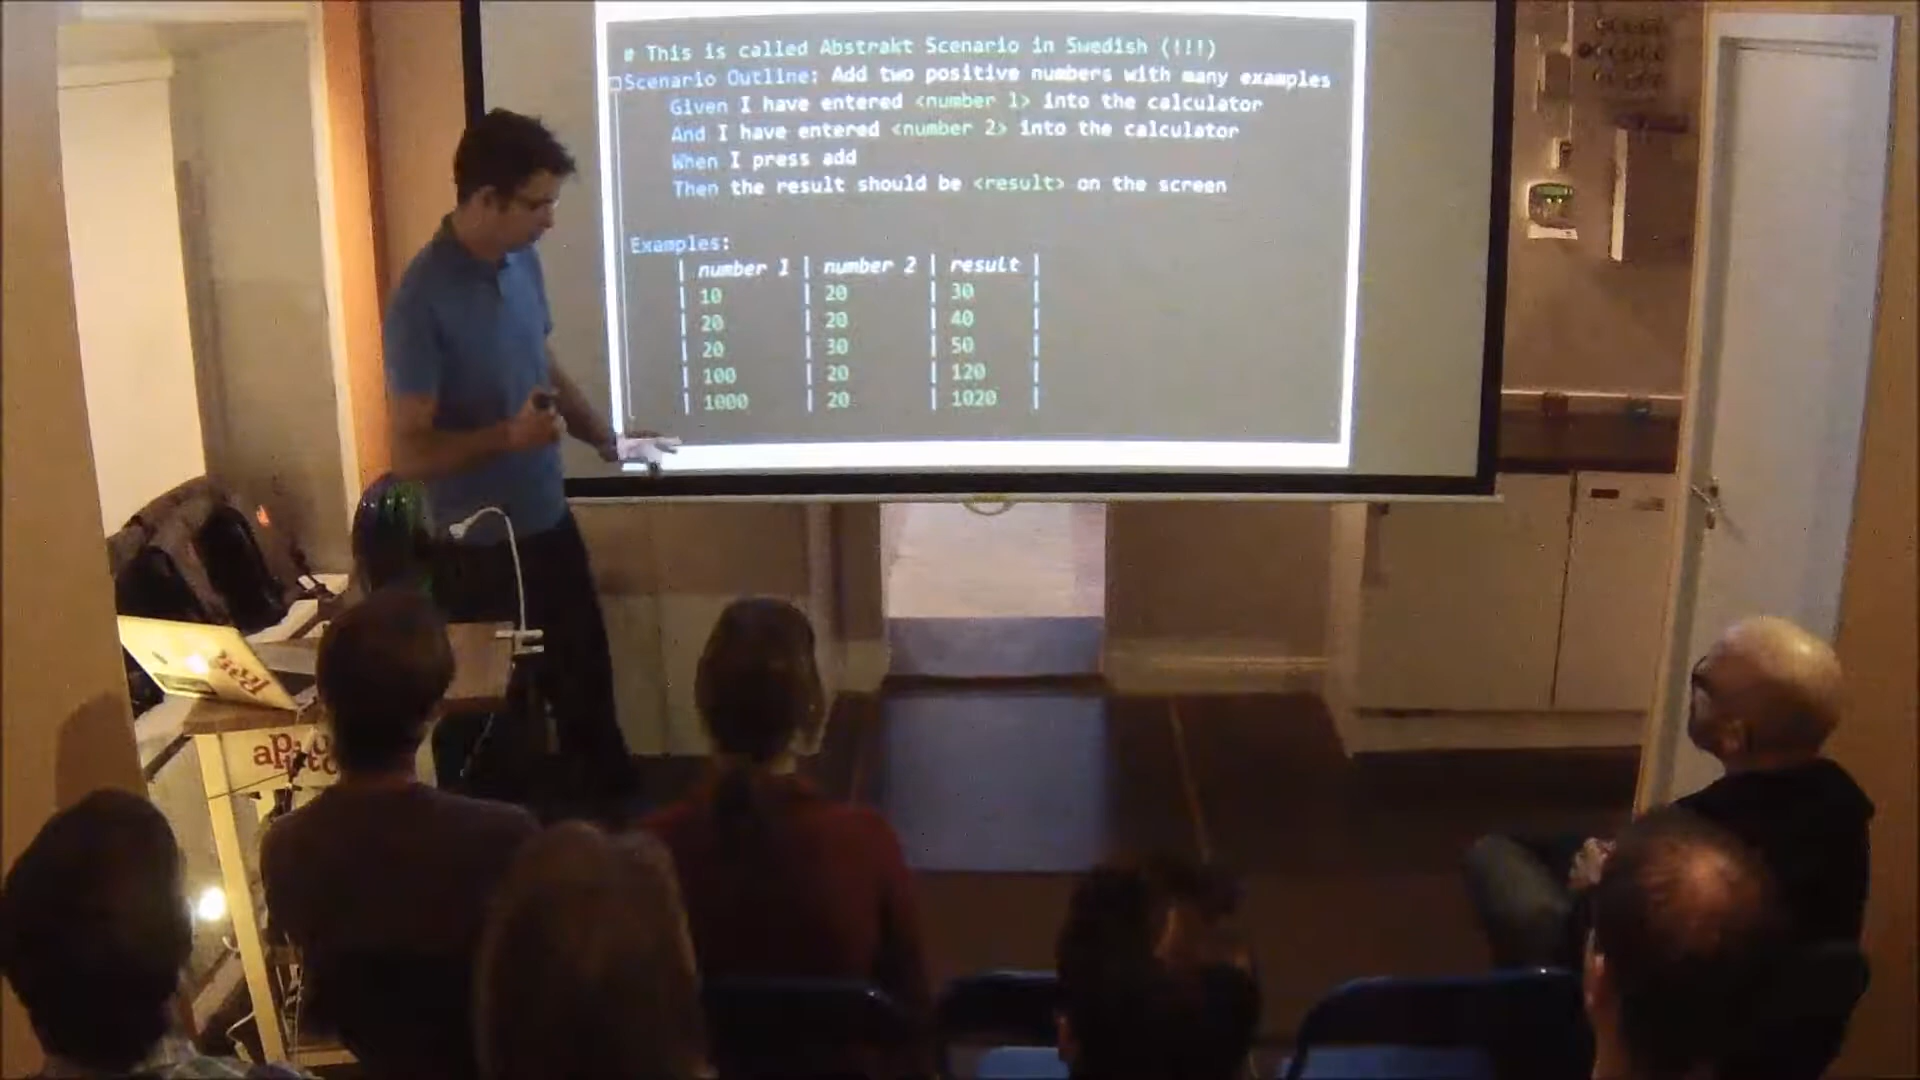 # This is called Abstrakt Scenario in Swedish (!!!)
Scenario Outline: Add two positive numbers with many examples
Given I have entered <number 1> into the calculator
And I have entered <number 2> into the calculator
When I press add
Then the result should be <result> on the screen
Examples:
| number 1 | number 2 | result |
| 10 | 20 | 30 |
| 20 | 20 | 40 |
| 20 | 30 | 50 |
| 100 | 20 | 120 |
| 1000 | 20 | 1020 |